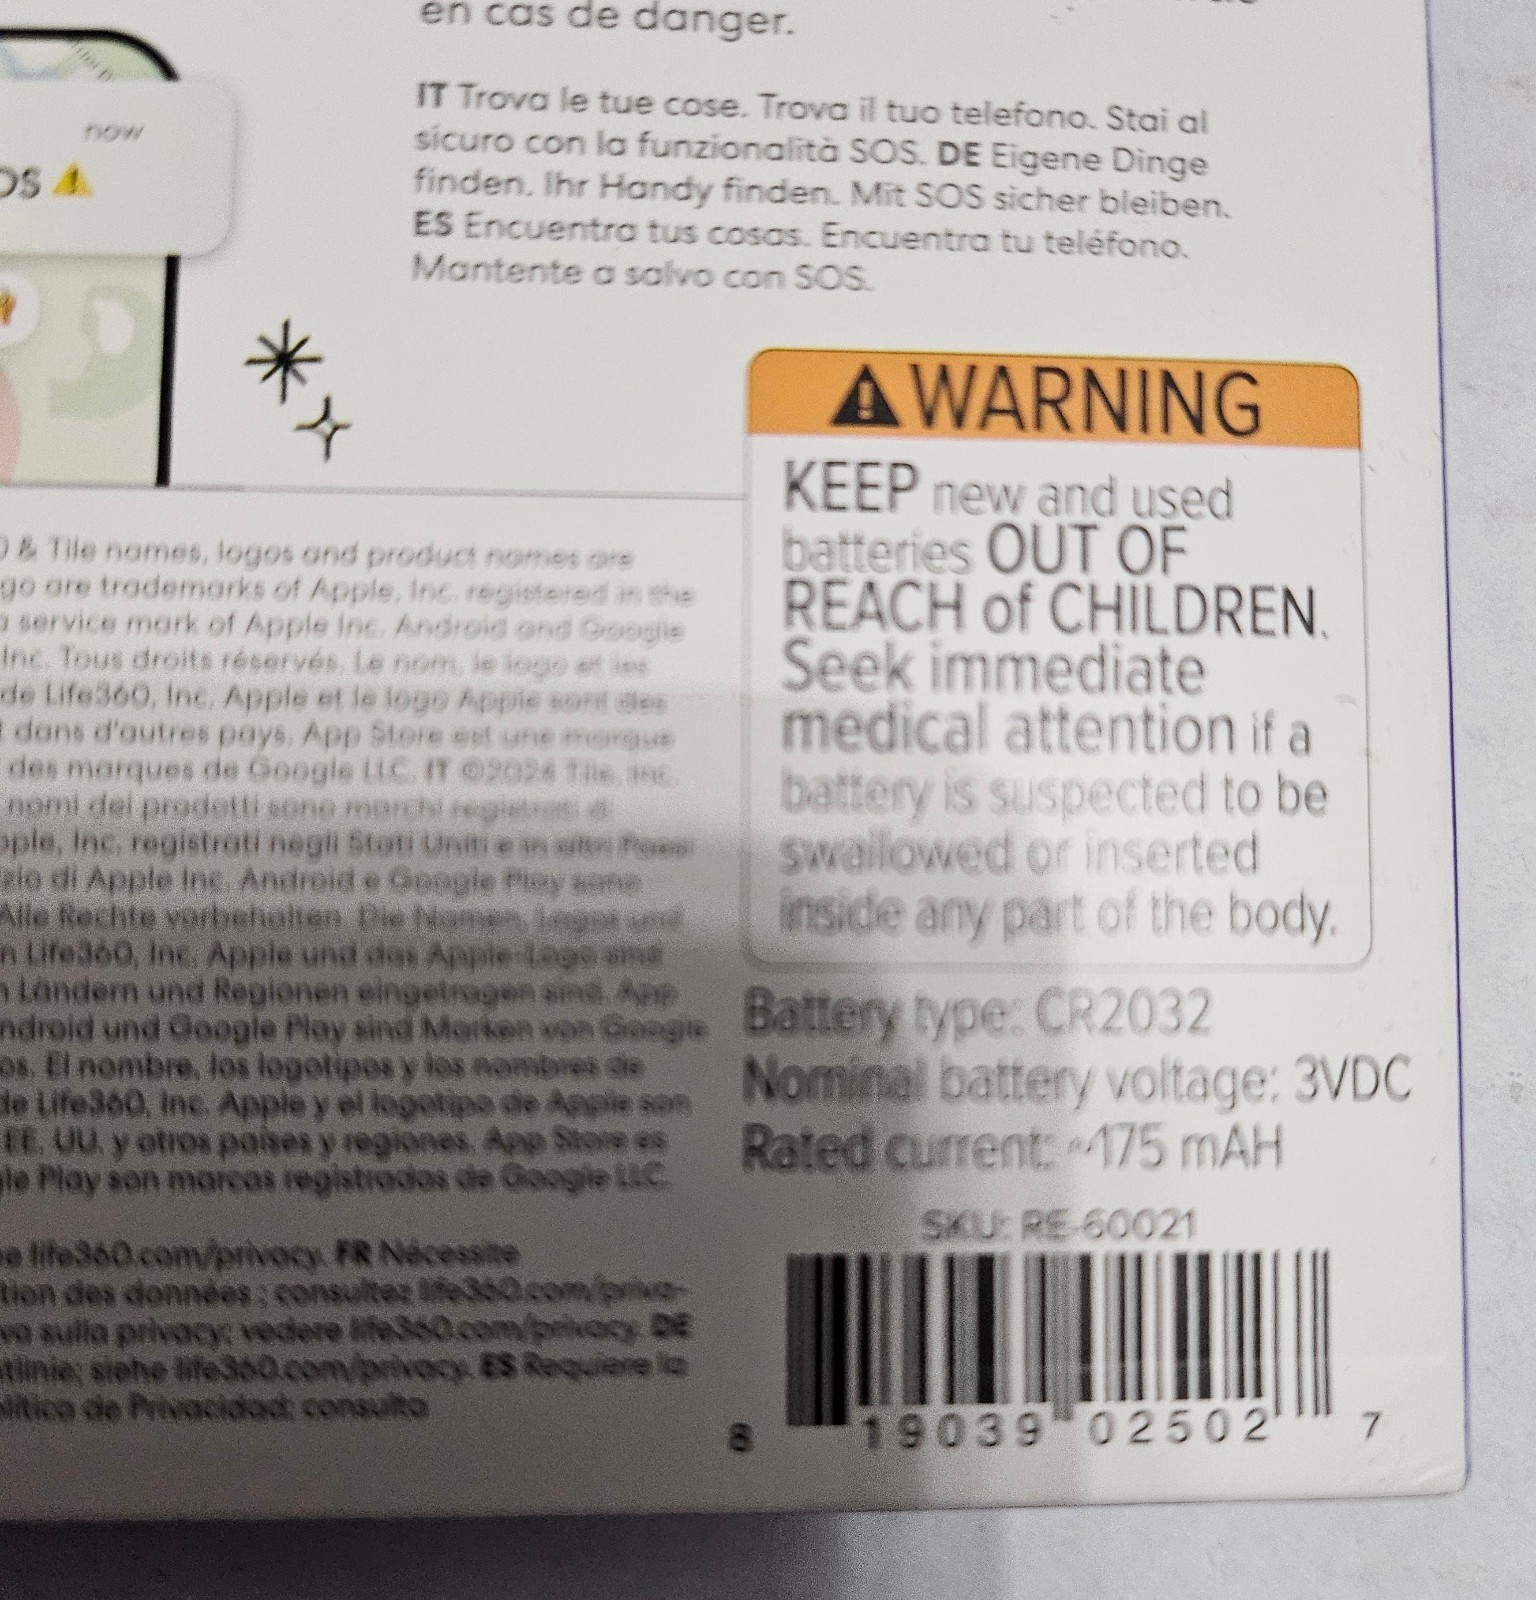 en cas de danger.
IT Trova le tue cose. Trova il tuo telefono. Stai al
sicuro con la funzionalità SOS. DE Eigene Dinge
finden. Ihr Handy finden. Mit SOS sicher bleiben.
ES Encuentra tus cosas. Encuentra tu teléfono.
Mantente a salvo con SOS.
now
OS
WARNING
KEEP new and used
batteries OUT OF
REACH of CHILDREN.
Seek immediate
medical attention if a
battery is suspected to be
swallowed or inserted
inside any part of the body.
Battery type: CR2032
Nominal battery voltage: 3VDC
Rated current: ~175 mAH
SKU: RE-60021
8 19039 02502 7
& Tile names, logos and product names are
go are trademarks of Apple, Inc. registered in the
a service mark of Apple Inc. Android and Google
Inc. Tous droits réservés. Le nom, le logo et les
de Life360, Inc. Apple et le logo Apple sont des
dans d'autres pays. App Store est une marque
des marques de Google LLC. IT ©2024 Tile, Inc.
nomi dei prodotti sono marchi registrati di
Inc. registrati negli Stati Uniti e in altri Paesi
di Apple Inc. Android e Google Play sono
Alle Rechte vorbehalten. Die Namen, Logos und
n Life360, Inc. Apple und das Apple-Logo sind
Ländern und Regionen eingetragen sind. App
ndroid und Google Play sind Marken von Google
os. El nombre, los logotipos y los nombres de
de Life360, Inc. Apple y el logotipo de Apple son
EE. UU. y otros países y regiones. App Store es
gle Play son marcas registradas de Google LLC.
life360.com/privacy. FR Nécessite
tion des données ; consultez life360.com/priva-
sulla privacy; vedere life360.com/privacy. DE
siehe life360.com/privacy. ES Requiere la
de Privacidad; consulta